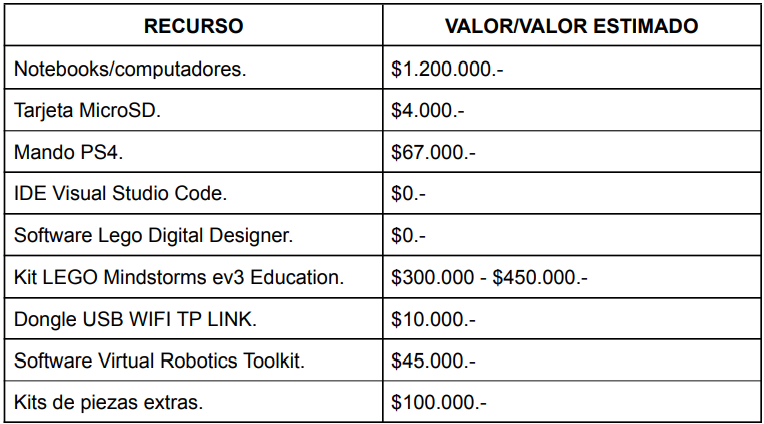 RECURSO VALOR/VALOR ESTIMADO
Notebooks/computadores. $1.200.000.-
Tarjeta MicroSD. $4.000.-
Mando PS4. $67.000.-
IDE Visual Studio Code. $0.-
Software Lego Digital Designer. $0.-
Kit LEGO Mindstorms ev3 Education. $300.000 - $450.000.-
Dongle USB WIFI TP LINK. $10.000.-
Software Virtual Robotics Toolkit. $45.000.-
Kits de piezas extras. $100.000.-